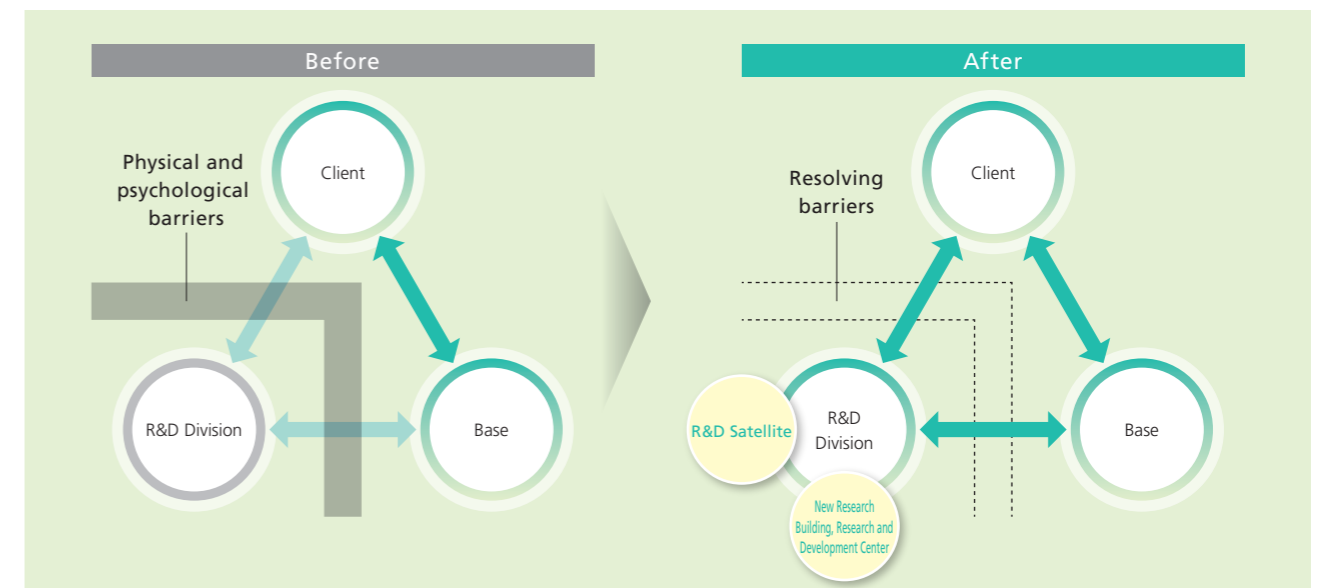 Before
Physical and
psychological
barriers
Client
R&D Division
Base
After
Resolving
barriers
Client
R&D Satellite
R&D
Division
Base
New Research
Building, Research and
Development Center